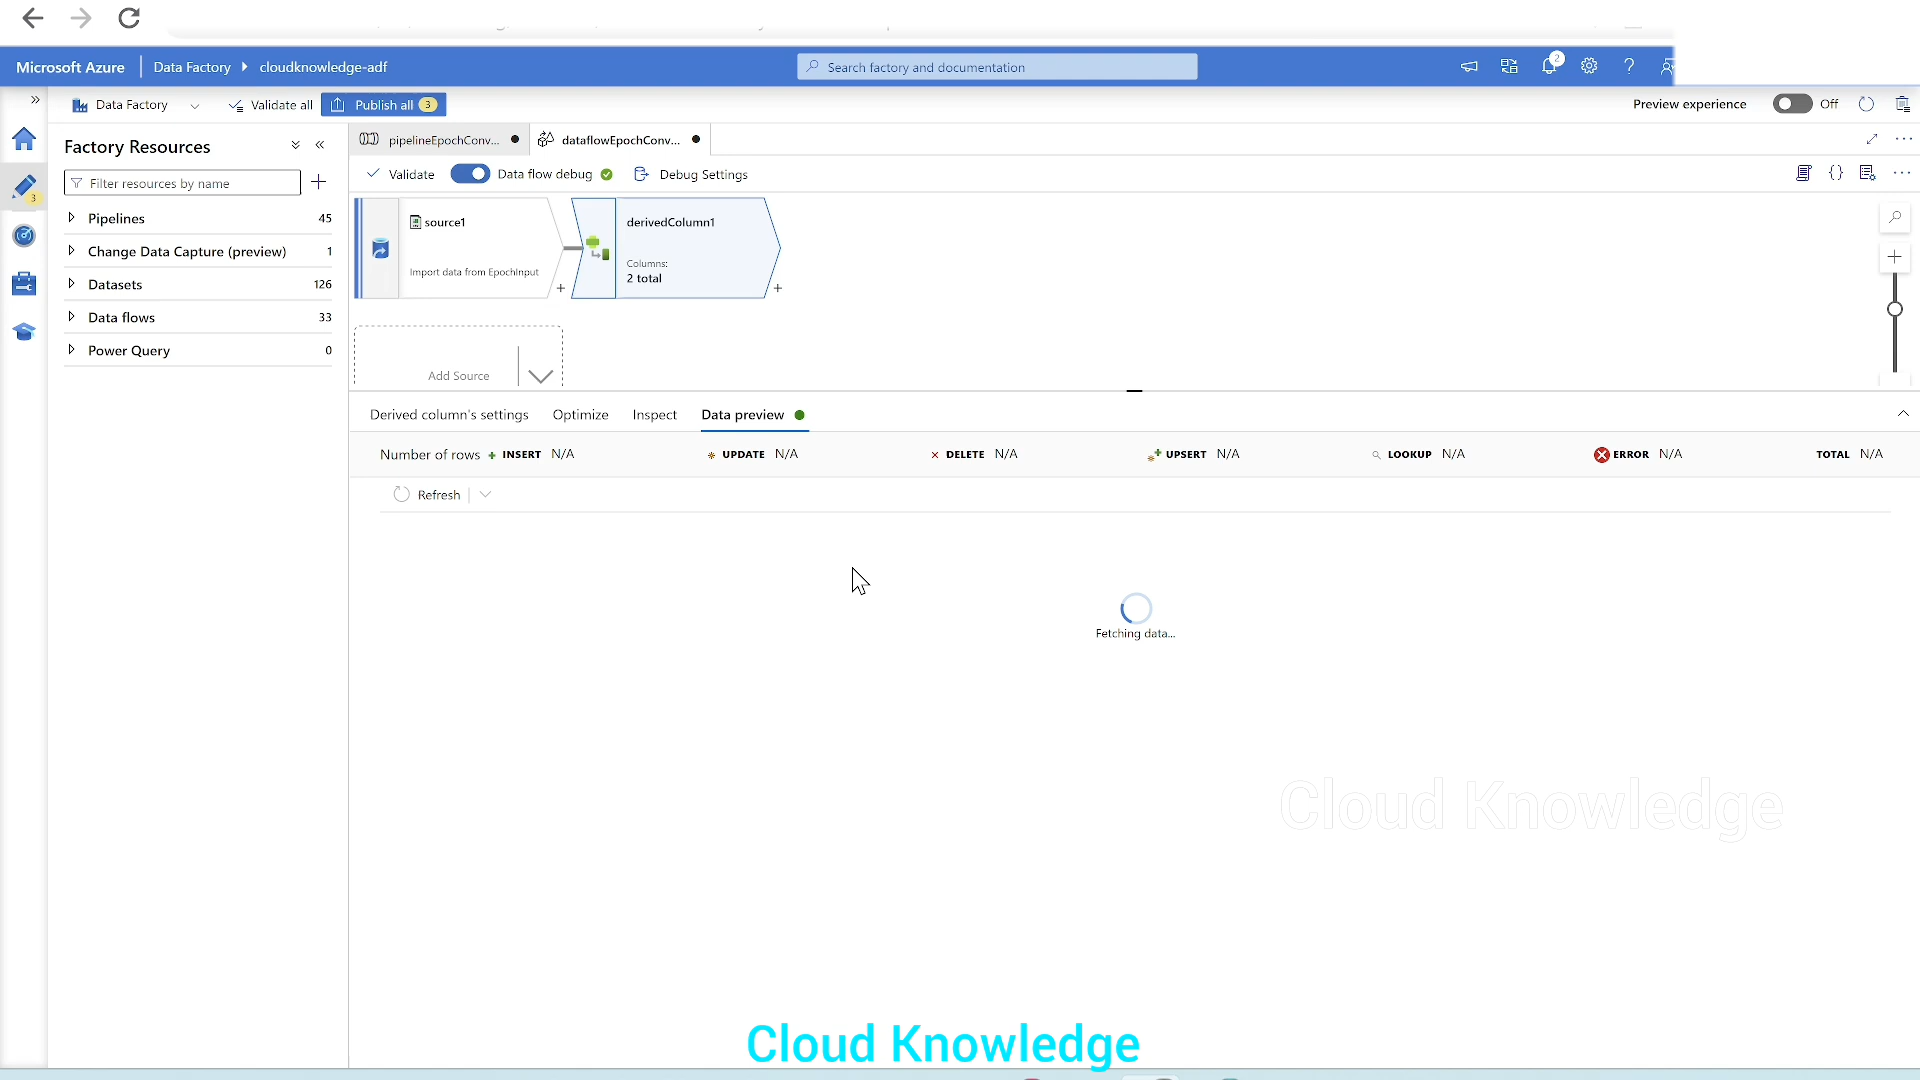 Microsoft Azure
Data Factory
cloudknowledge-adf
Search factory and documentation
2
Data Factory
Validate all
Publish all 3
Preview experience
Off
3
Factory Resources
Filter resources by name
Pipelines 45
Change Data Capture (preview) 1
Datasets 126
Data flows 33
Power Query 0
pipelineEpochConv...
dataflowEpochConv...
Validate
Data flow debug
Debug Settings
source1
Import data from EpochInput
derivedColumn1
Columns:
2 total
Add Source
Derived column's settings
Optimize
Inspect
Data preview
Number of rows + INSERT N/A
UPDATE N/A
DELETE N/A
UPSERT N/A
LOOKUP N/A
ERROR N/A
TOTAL N/A
Refresh
Fetching data...
Cloud Knowledge
Cloud Knowledge